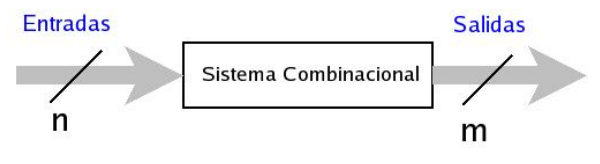 Entradas
Salidas
Sistema Combinacional
n
m